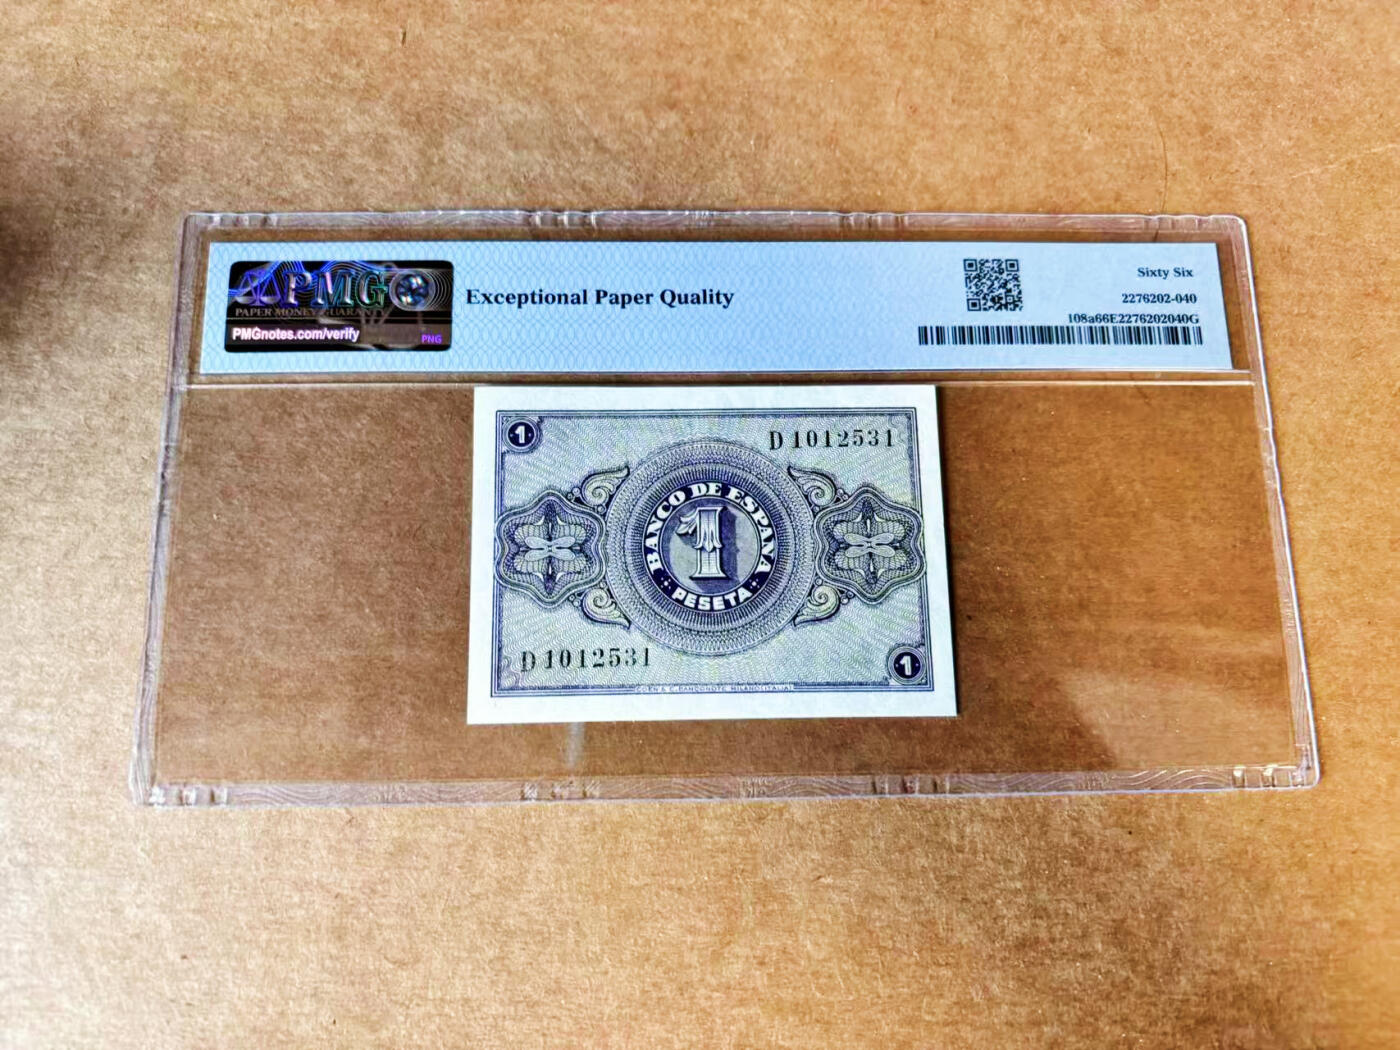 PMG
PAPER MONEY GUARANTY
PMGnotes.com/verify
PNG
Exceptional Paper Quality
Sixty Six
2276202-040
108a66E2276202040G
1
D1012531
BANCO DE ESPAÑA
1
PESETA
D1012531
1